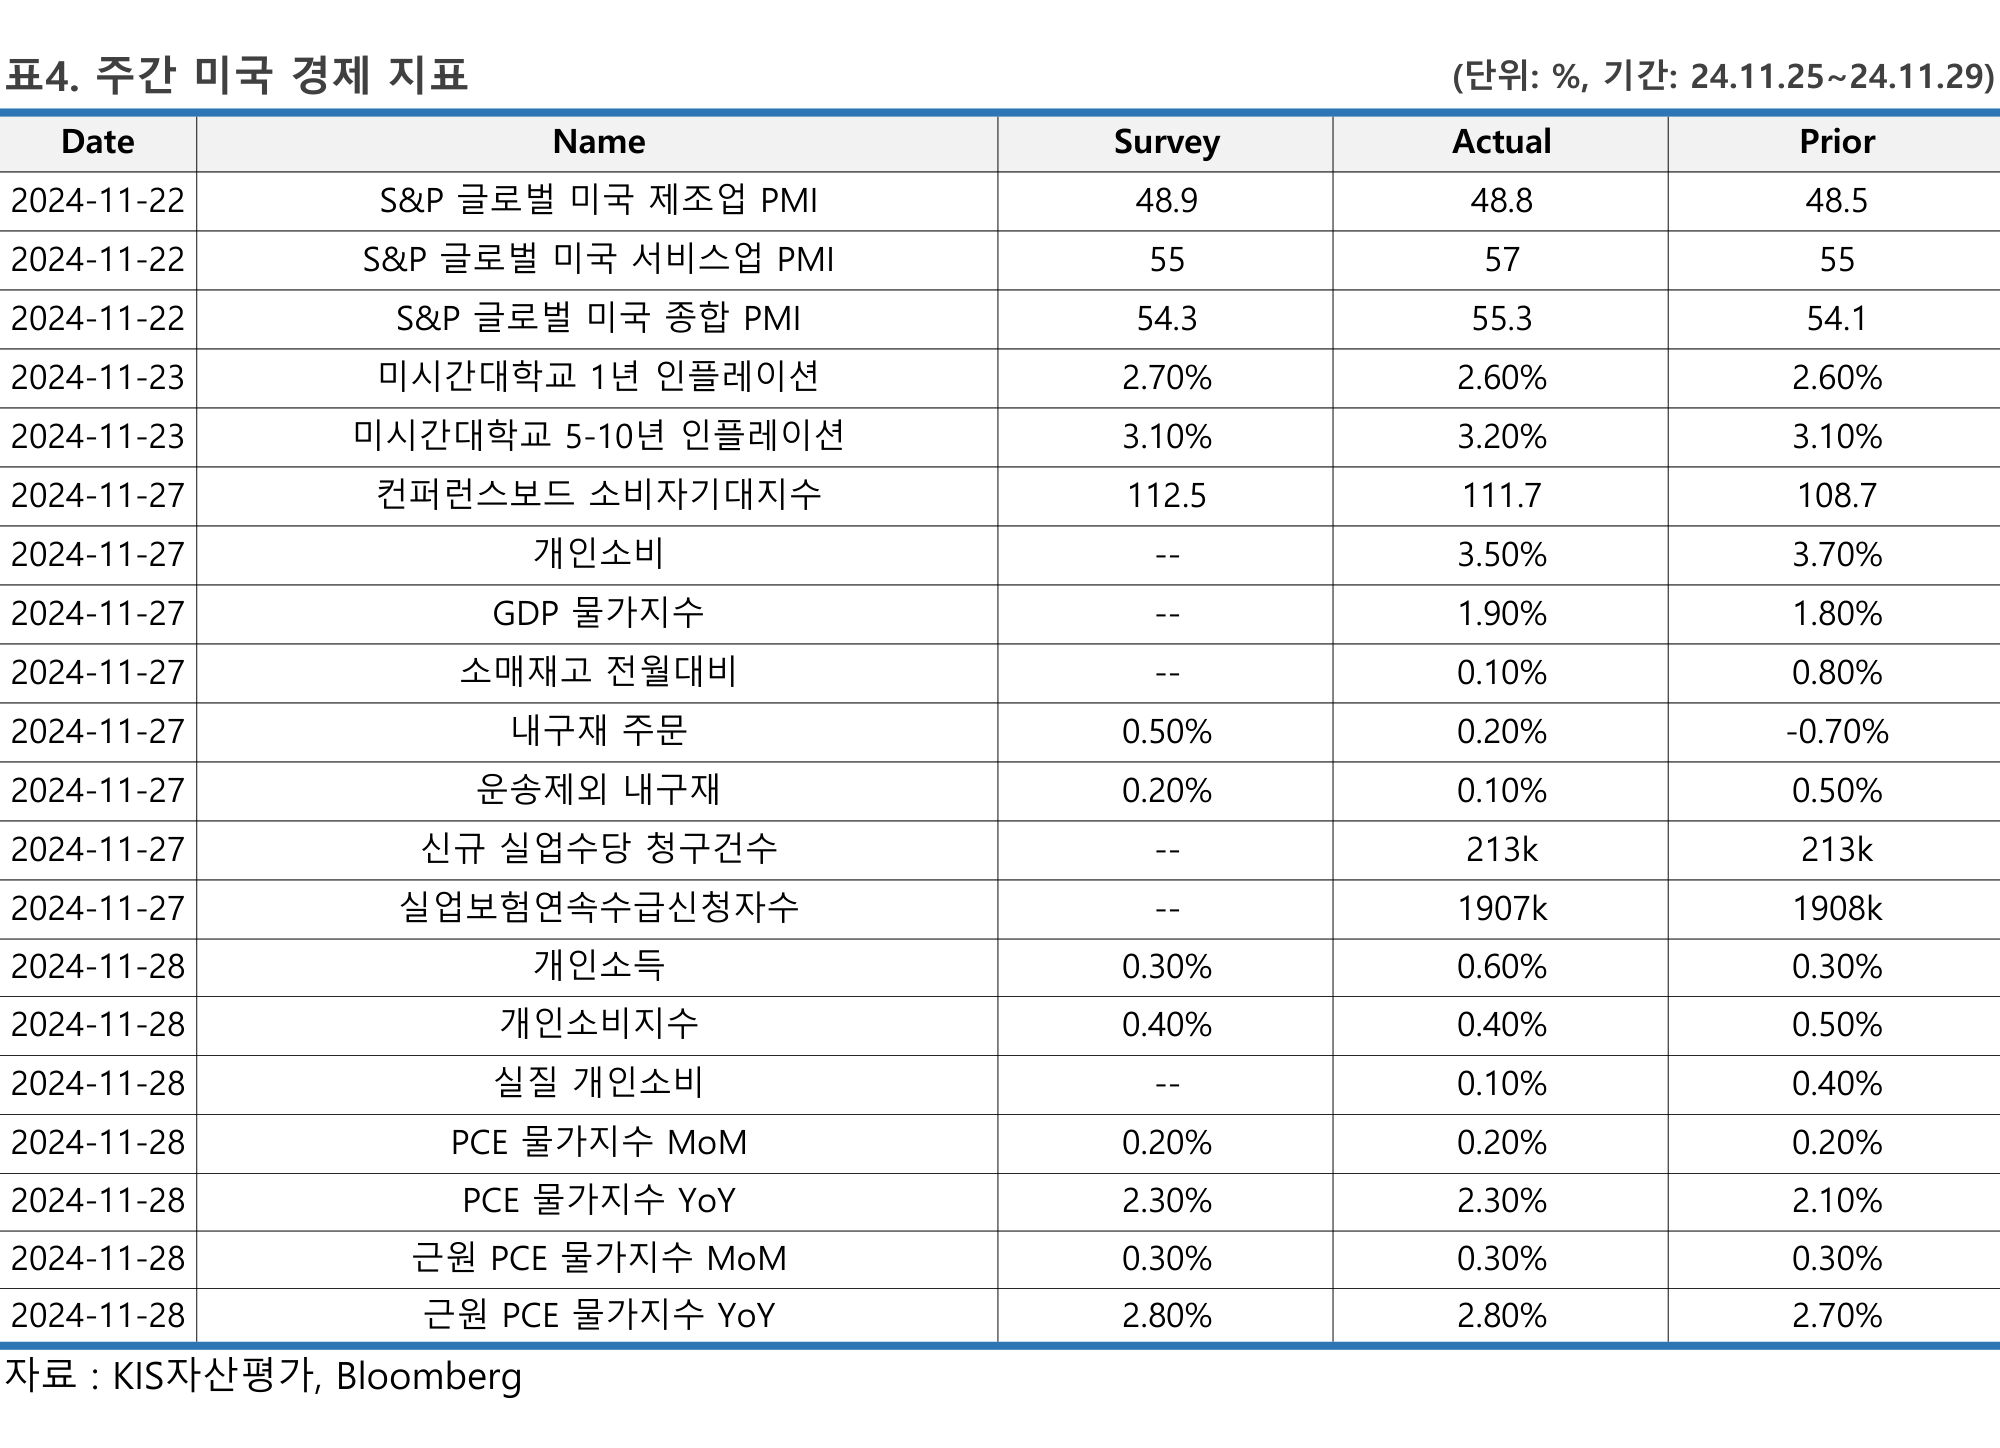 표4. 주간 미국 경제 지표 (단위: %, 기간: 24.11.25~24.11.29)
Date Name Survey Actual Prior
2024-11-22 S&P 글로벌 미국 제조업 PMI 48.9 48.8 48.5
2024-11-22 S&P 글로벌 미국 서비스업 PMI 55 57 55
2024-11-22 S&P 글로벌 미국 종합 PMI 54.3 55.3 54.1
2024-11-23 미시간대학교 1년 인플레이션 2.70% 2.60% 2.60%
2024-11-23 미시간대학교 5-10년 인플레이션 3.10% 3.20% 3.10%
2024-11-27 컨퍼런스보드 소비자기대지수 112.5 111.7 108.7
2024-11-27 개인소비 -- 3.50% 3.70%
2024-11-27 GDP 물가지수 -- 1.90% 1.80%
2024-11-27 소매재고 전월대비 -- 0.10% 0.80%
2024-11-27 내구재 주문 0.50% 0.20% -0.70%
2024-11-27 운송제외 내구재 0.20% 0.10% 0.50%
2024-11-27 신규 실업수당 청구건수 -- 213k 213k
2024-11-27 실업보험연속수급신청자수 -- 1907k 1908k
2024-11-28 개인소득 0.30% 0.60% 0.30%
2024-11-28 개인소비지수 0.40% 0.40% 0.50%
2024-11-28 실질 개인소비 -- 0.10% 0.40%
2024-11-28 PCE 물가지수 MoM 0.20% 0.20% 0.20%
2024-11-28 PCE 물가지수 YoY 2.30% 2.30% 2.10%
2024-11-28 근원 PCE 물가지수 MoM 0.30% 0.30% 0.30%
2024-11-28 근원 PCE 물가지수 YoY 2.80% 2.80% 2.70%
자료 : KIS자산평가, Bloomberg